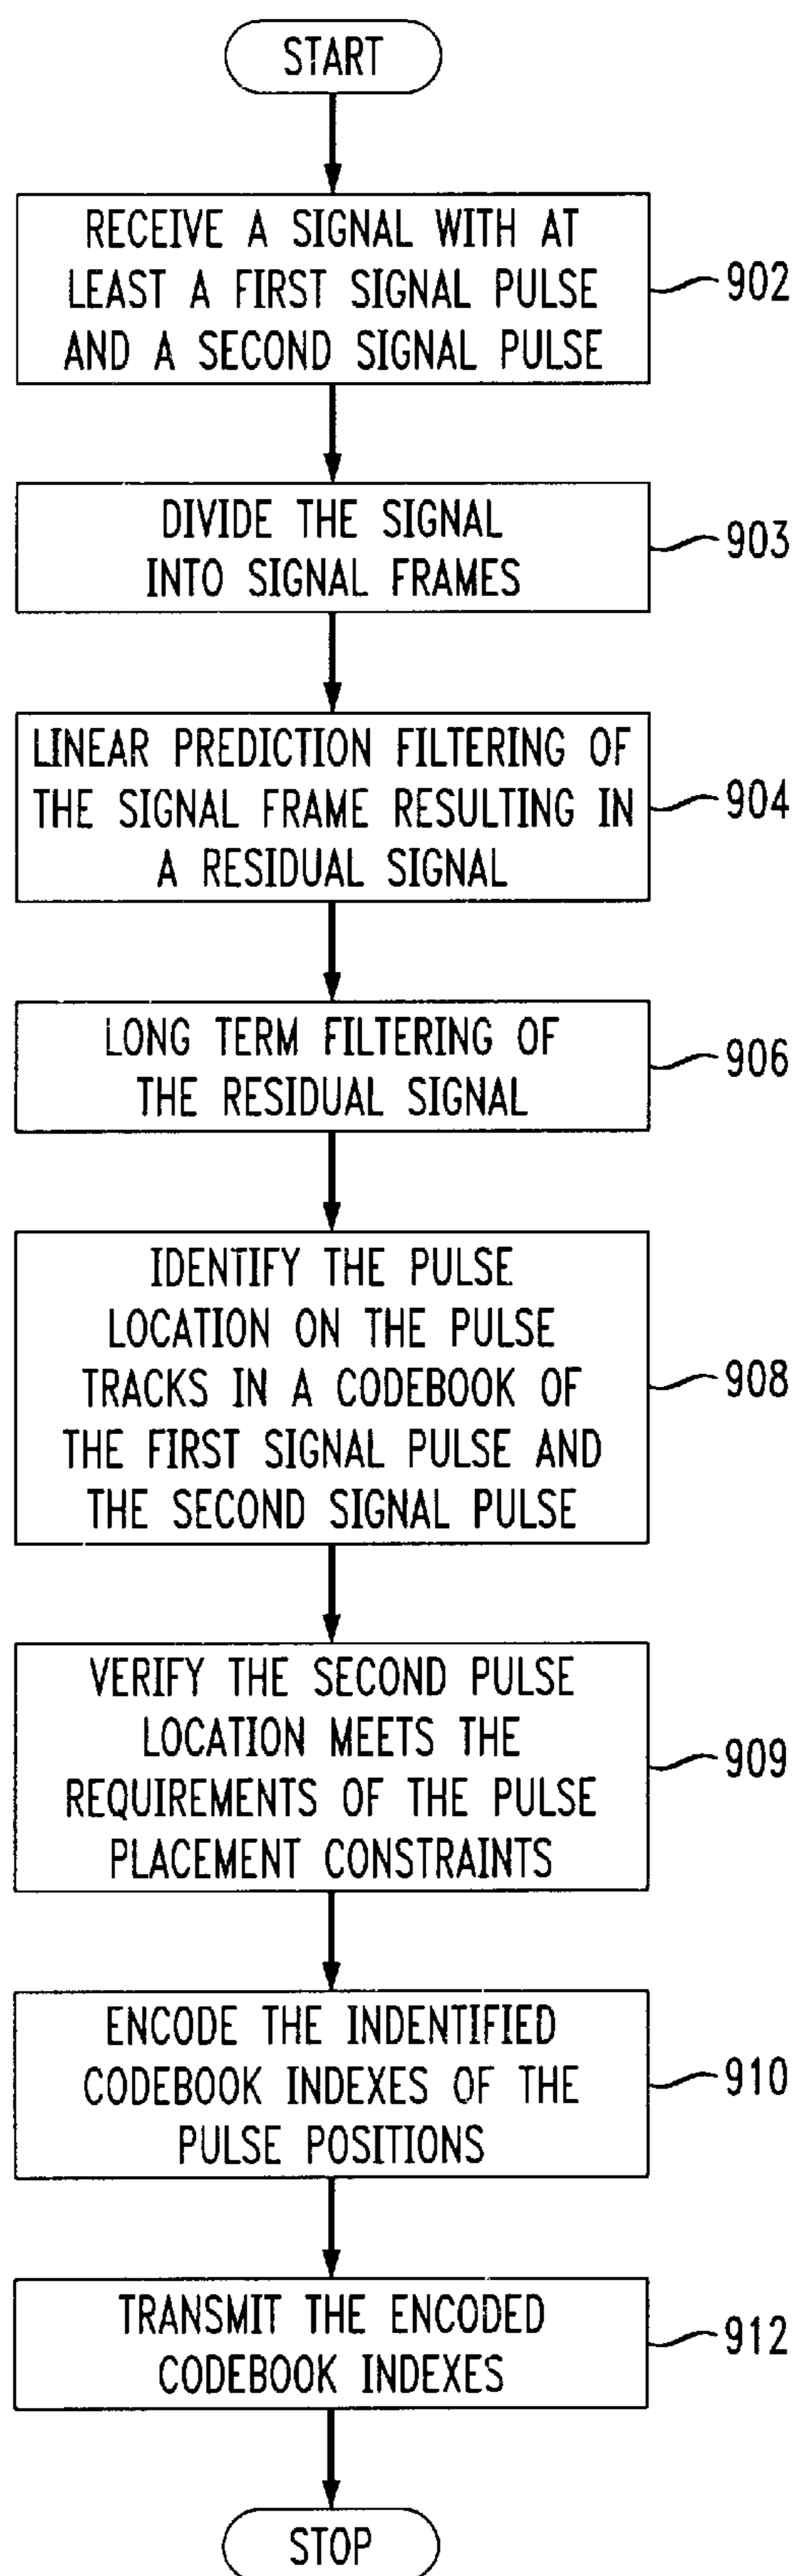 START
RECEIVE A SIGNAL WITH AT
LEAST A FIRST SIGNAL PULSE
AND A SECOND SIGNAL PULSE
902
DIVIDE THE SIGNAL
INTO SIGNAL FRAMES
903
LINEAR PREDICTION FILTERING OF
THE SIGNAL FRAME RESULTING IN
A RESIDUAL SIGNAL
904
LONG TERM FILTERING OF
THE RESIDUAL SIGNAL
906
IDENTIFY THE PULSE
LOCATION ON THE PULSE
TRACKS IN A CODEBOOK OF
THE FIRST SIGNAL PULSE AND
THE SECOND SIGNAL PULSE
908
VERIFY THE SECOND PULSE
LOCATION MEETS THE
REQUIREMENTS OF THE PULSE
PLACEMENT CONSTRAINTS
909
ENCODE THE INDENTIFIED
CODEBOOK INDEXES OF THE
PULSE POSITIONS
910
TRANSMIT THE ENCODED
CODEBOOK INDEXES
912
STOP